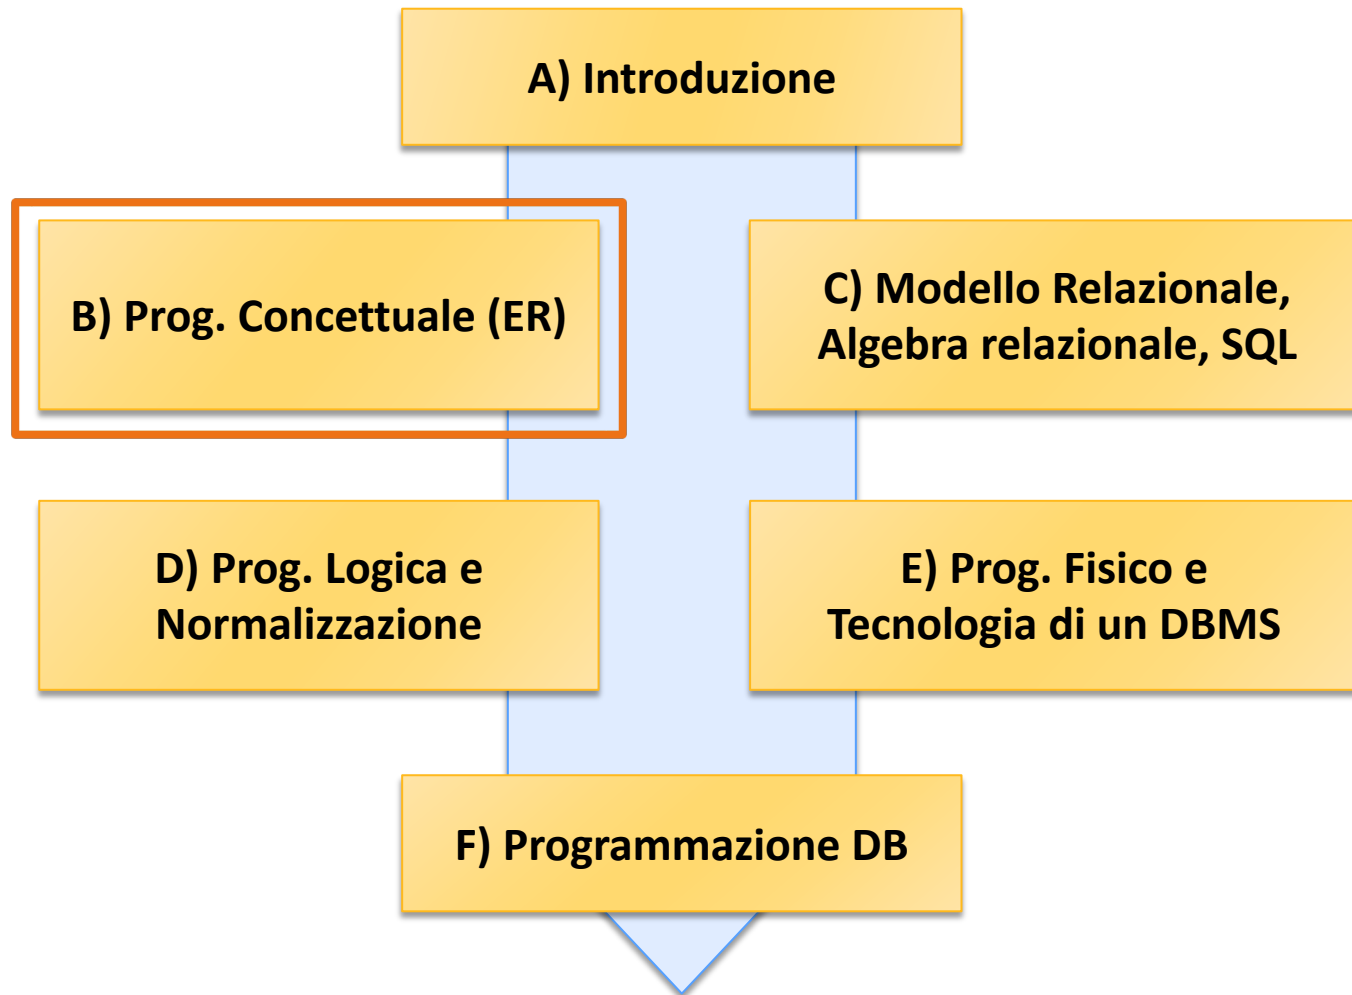 A) Introduzione
B) Prog. Concettuale (ER)
C) Modello Relazionale,
Algebra relazionale, SQL
D) Prog. Logica e
Normalizzazione
E) Prog. Fisico e
Tecnologia di un DBMS
F) Programmazione DB